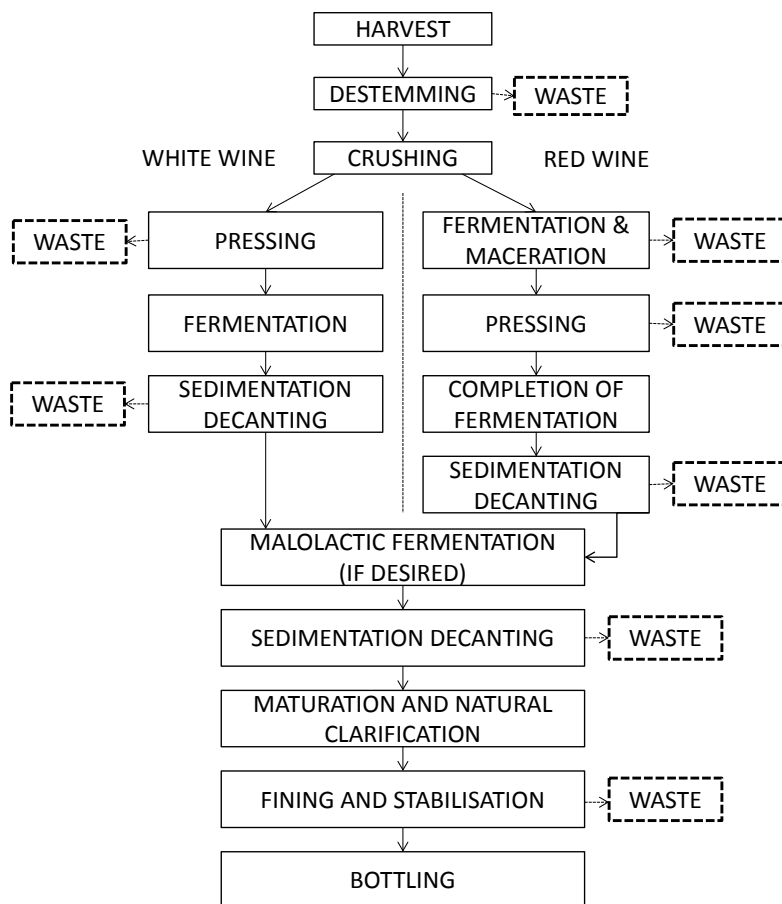 HARVEST
DESTEMMING
WASTE
WHITE WINE
CRUSHING
RED WINE
WASTE
PRESSING
FERMENTATION &
MACERATION
WASTE
FERMENTATION
PRESSING
WASTE
WASTE
SEDIMENTATION
DECANTING
COMPLETION OF
FERMENTATION
SEDIMENTATION
DECANTING
WASTE
MALOLACTIC FERMENTATION
(IF DESIRED)
SEDIMENTATION DECANTING
WASTE
MATURATION AND NATURAL
CLARIFICATION
FINING AND STABILISATION
WASTE
BOTTLING